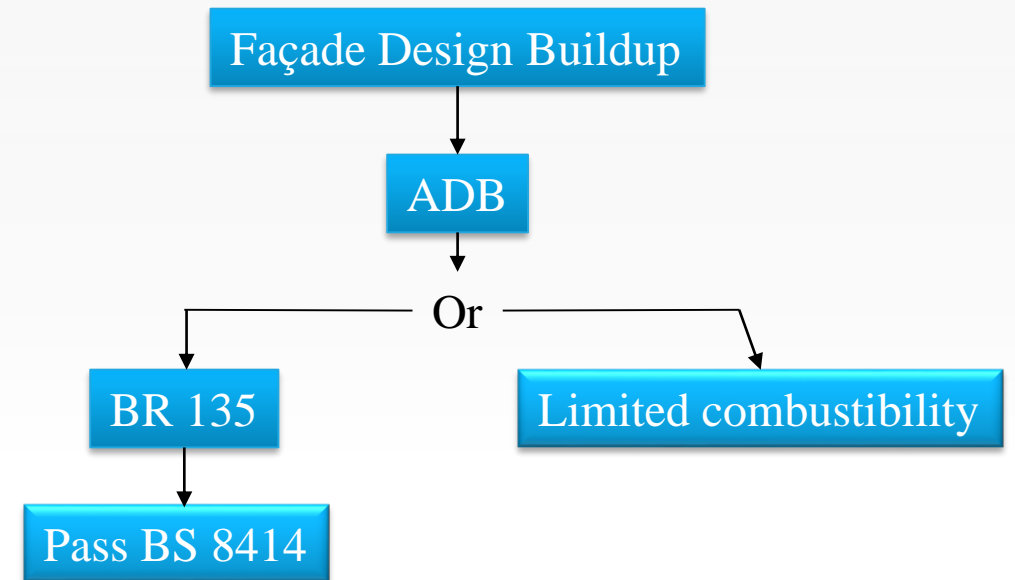 Façade Design Buildup
ADB
Or
BR 135
Limited combustibility
Pass BS 8414